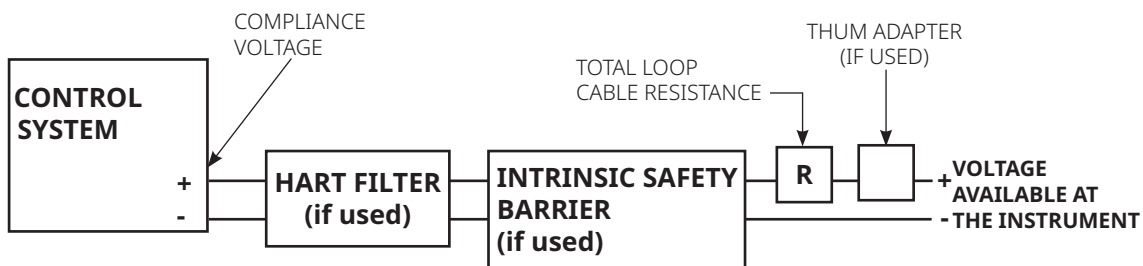 COMPLIANCE
VOLTAGE
THUM ADAPTER
(IF USED)
TOTAL LOOP
CABLE RESISTANCE
CONTROL
SYSTEM
+
-
HART FILTER
(if used)
INTRINSIC SAFETY
BARRIER
(if used)
R
+
-
VOLTAGE
AVAILABLE AT
THE INSTRUMENT